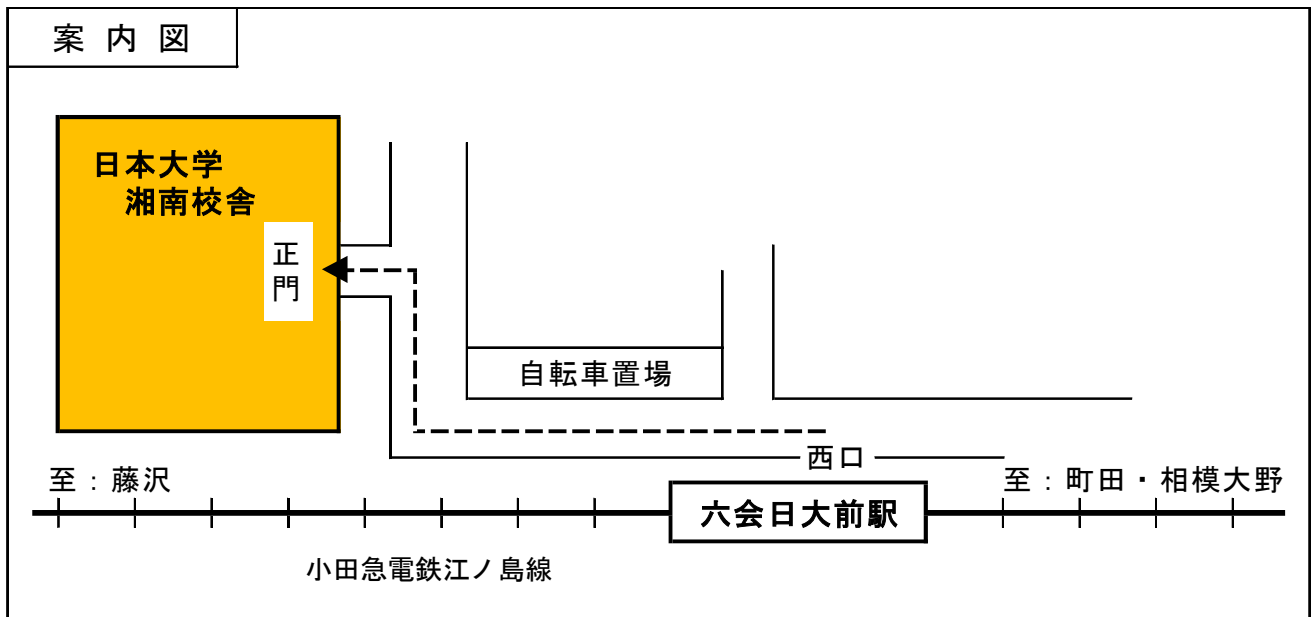 案内図
日本大学
湘南校舎
正門
自転車置場
西口
至：藤沢
至：町田・相模大野
六会日大前駅
小田急電鉄江ノ島線